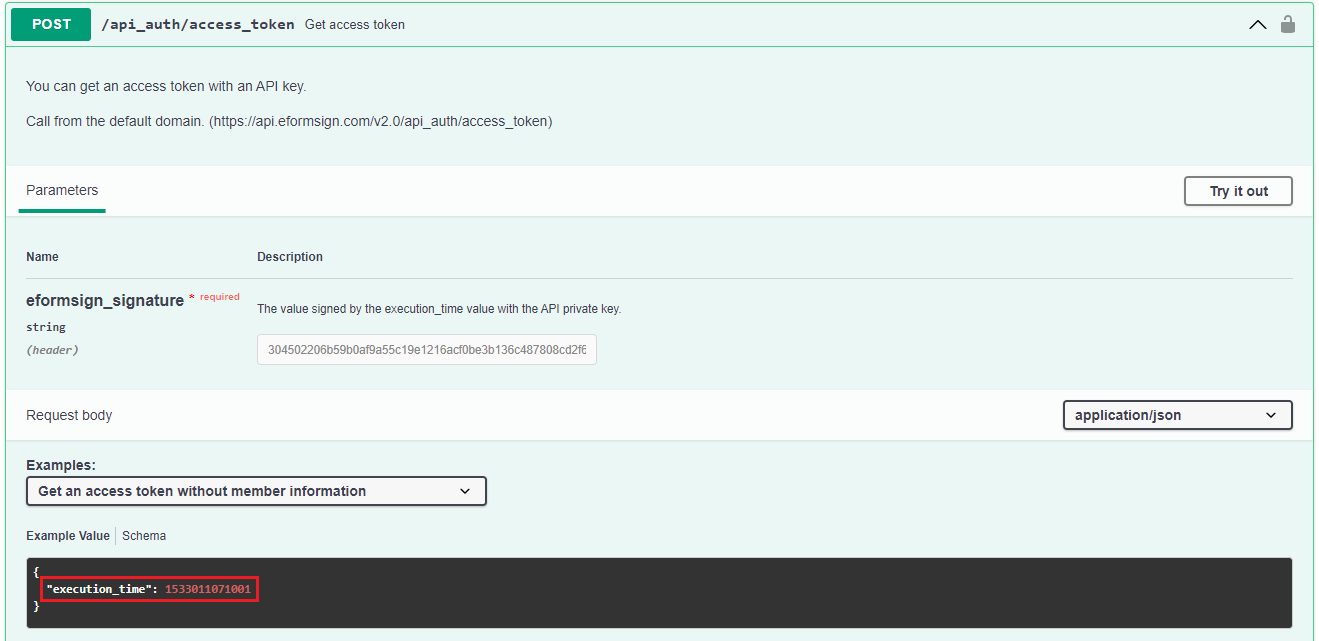 POST /api_auth/access_token Get access token
You can get an access token with an API key.
Call from the default domain. (https://api.eformsign.com/v2.0/api_auth/access_token)
Parameters Try it out
Name Description
eformsign_signature * required The value signed by the execution_time value with the API private key.
string
(header) 304502206b59b0af9a55c19e1216acf0be3b136c487808cd2f6
Request body application/json
Examples:
Get an access token without member information
Example Value Schema
{
"execution_time": 1533011071001
}